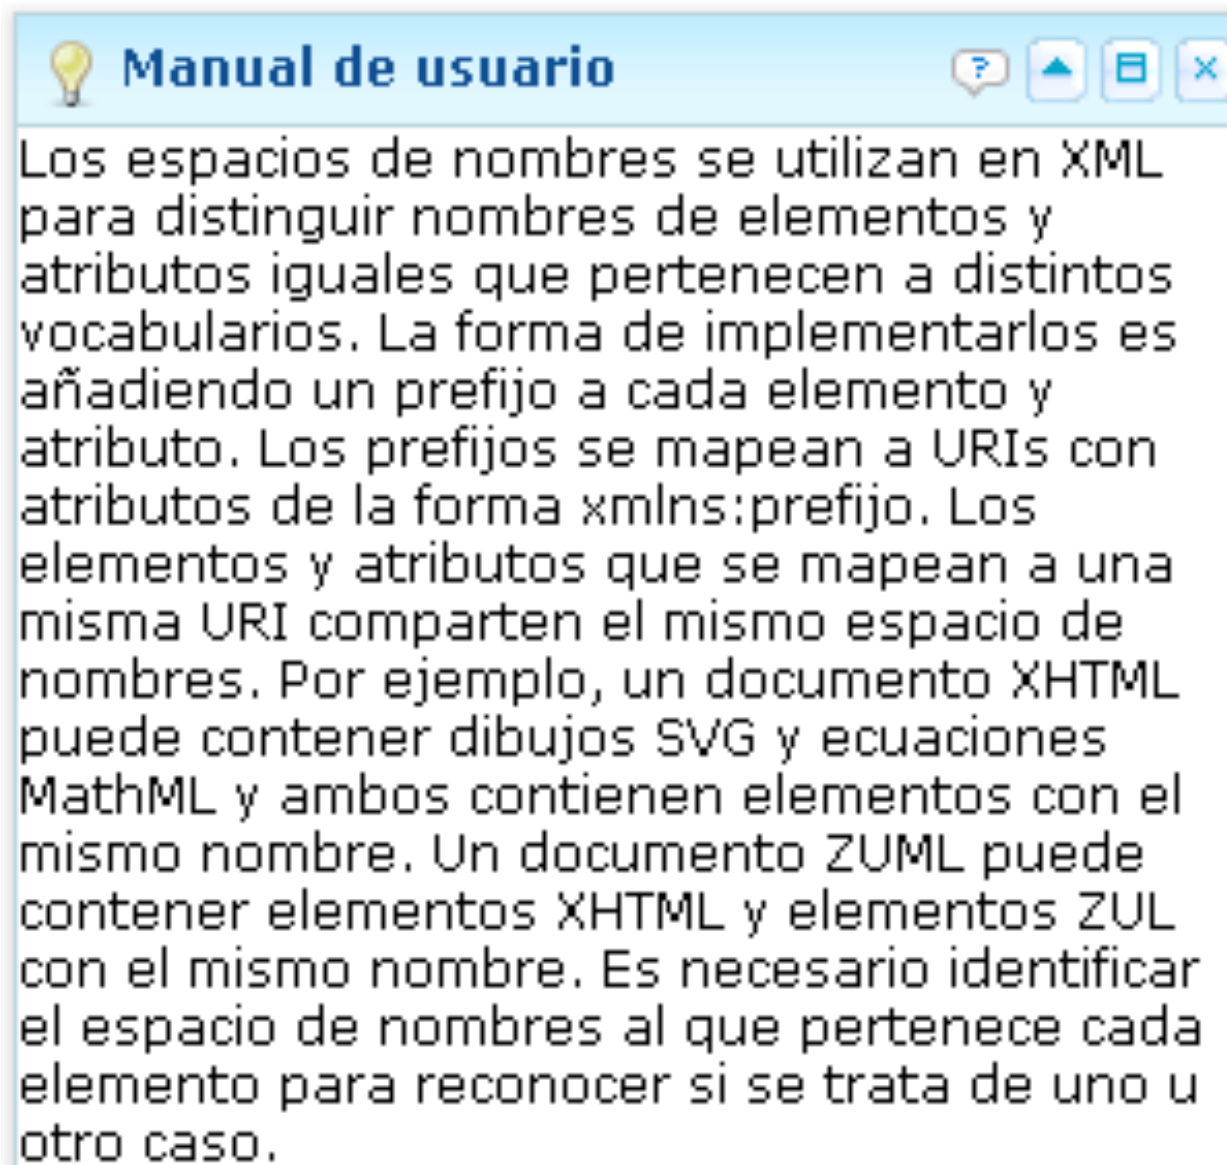 Manual de usuario
Los espacios de nombres se utilizan en XML
para distinguir nombres de elementos y
atributos iguales que pertenecen a distintos
vocabularios. La forma de implementarlos es
añadiendo un prefijo a cada elemento y
atributo. Los prefijos se mapean a URIs con
atributos de la forma xmlns:prefijo. Los
elementos y atributos que se mapean a una
misma URI comparten el mismo espacio de
nombres. Por ejemplo, un documento XHTML
puede contener dibujos SVG y ecuaciones
MathML y ambos contienen elementos con el
mismo nombre. Un documento ZUML puede
contener elementos XHTML y elementos ZUL
con el mismo nombre. Es necesario identificar
el espacio de nombres al que pertenece cada
elemento para reconocer si se trata de uno u
otro caso.